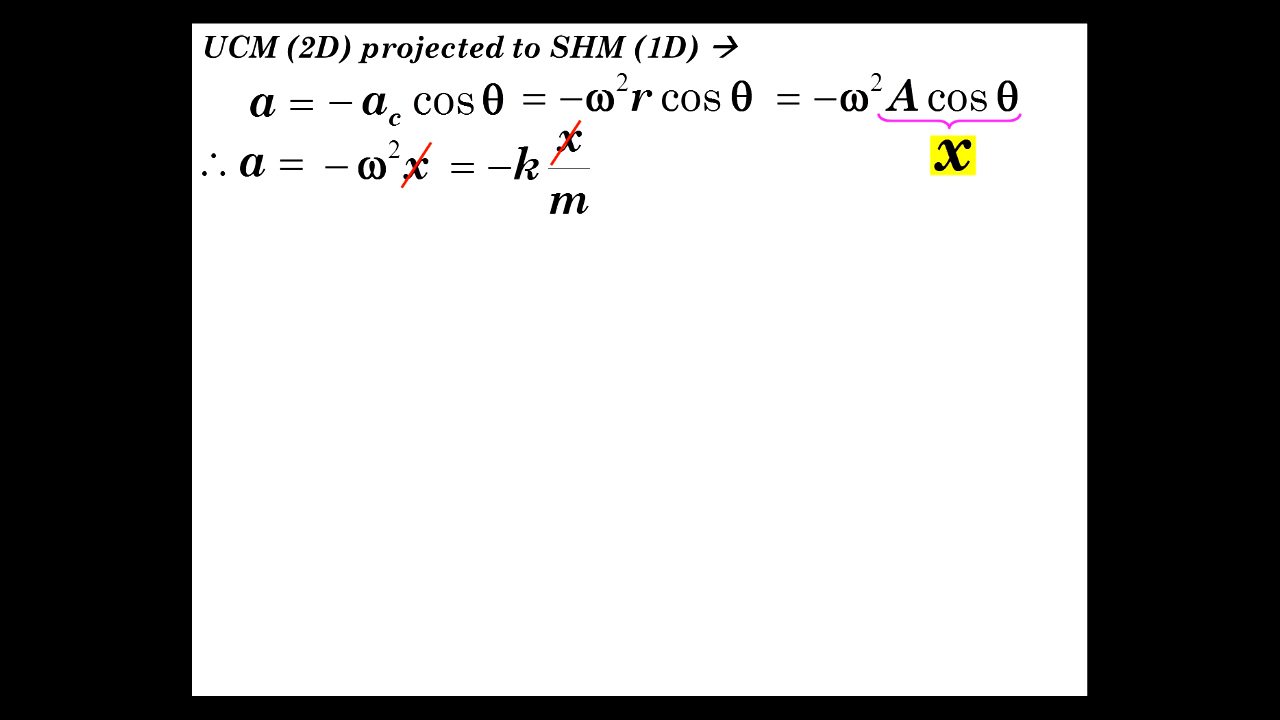 UCM (2D) projected to SHM (1D) →
a = − a_c cos θ = −ω²r cos θ = −ω²A cos θ
x
∴ a = − ω²x = −k x/m